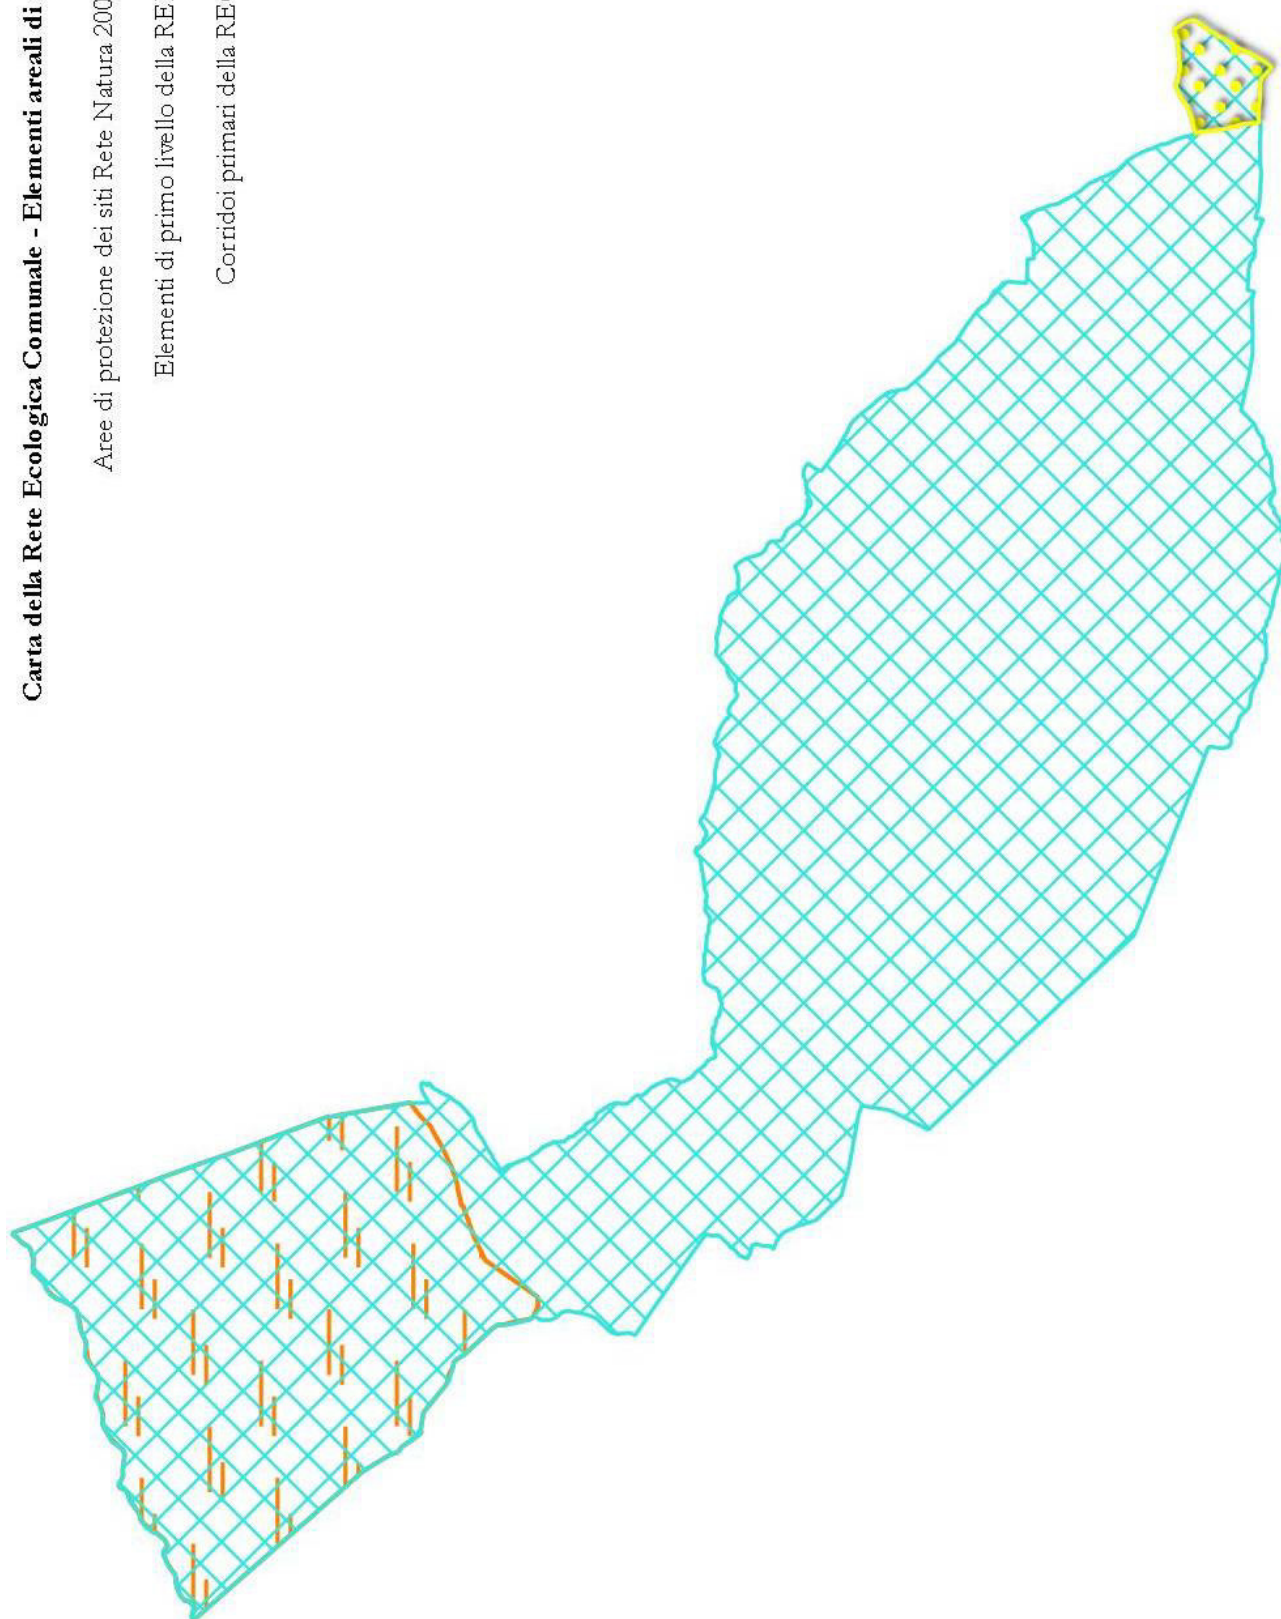 Carta della Rete Ecologica Comunale - Elementi areali di
Aree di protezione dei siti Rete Natura 200
Elementi di primo livello della RE
Corridoi primari della RE